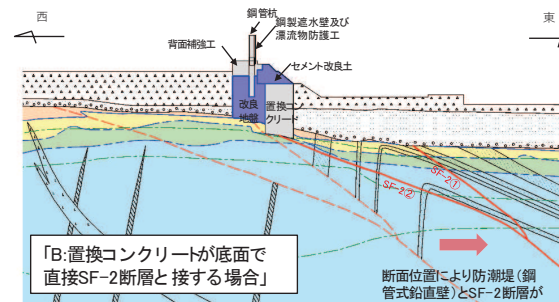 西
東
鋼管杭
鋼製遮水壁及び
漂流物防護工
背面補強工
セメント改良土
改良
地盤
置換コン
クリート
SF-2①
SF-2②
「B:置換コンクリートが底面で
直接SF-2断層と接する場合」
断面位置により防潮堤(鋼
管式鉛直壁)とSF-2断層が